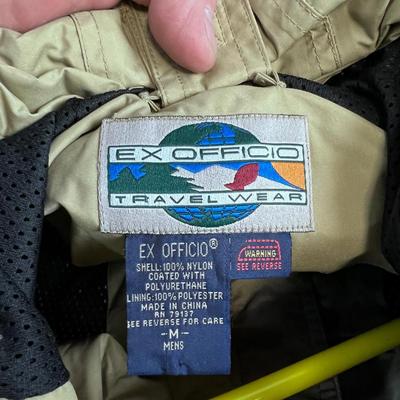 EX OFFICIO
TRAVEL WEAR
EX OFFICIO®
SHELL: 100% NYLON
COATED WITH
POLYURETHANE
LINING: 100% POLYESTER
MADE IN CHINA
RN 79137
SEE REVERSE FOR CARE
-M-
MENS
WARNING
SEE REVERSE